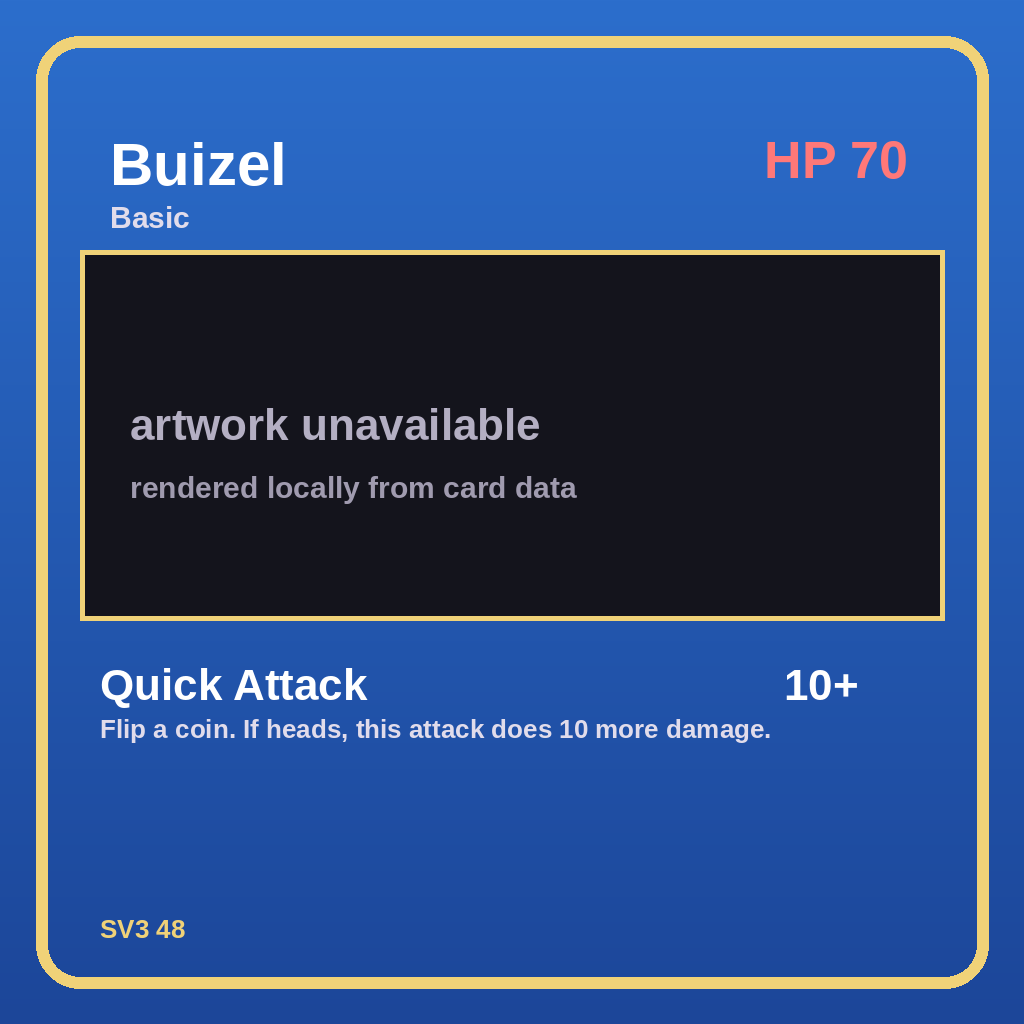 Buizel
HP 70
Basic
artwork unavailable
rendered locally from card data
Quick Attack
10+
Flip a coin. If heads, this attack does 10 more damage.
SV3 48